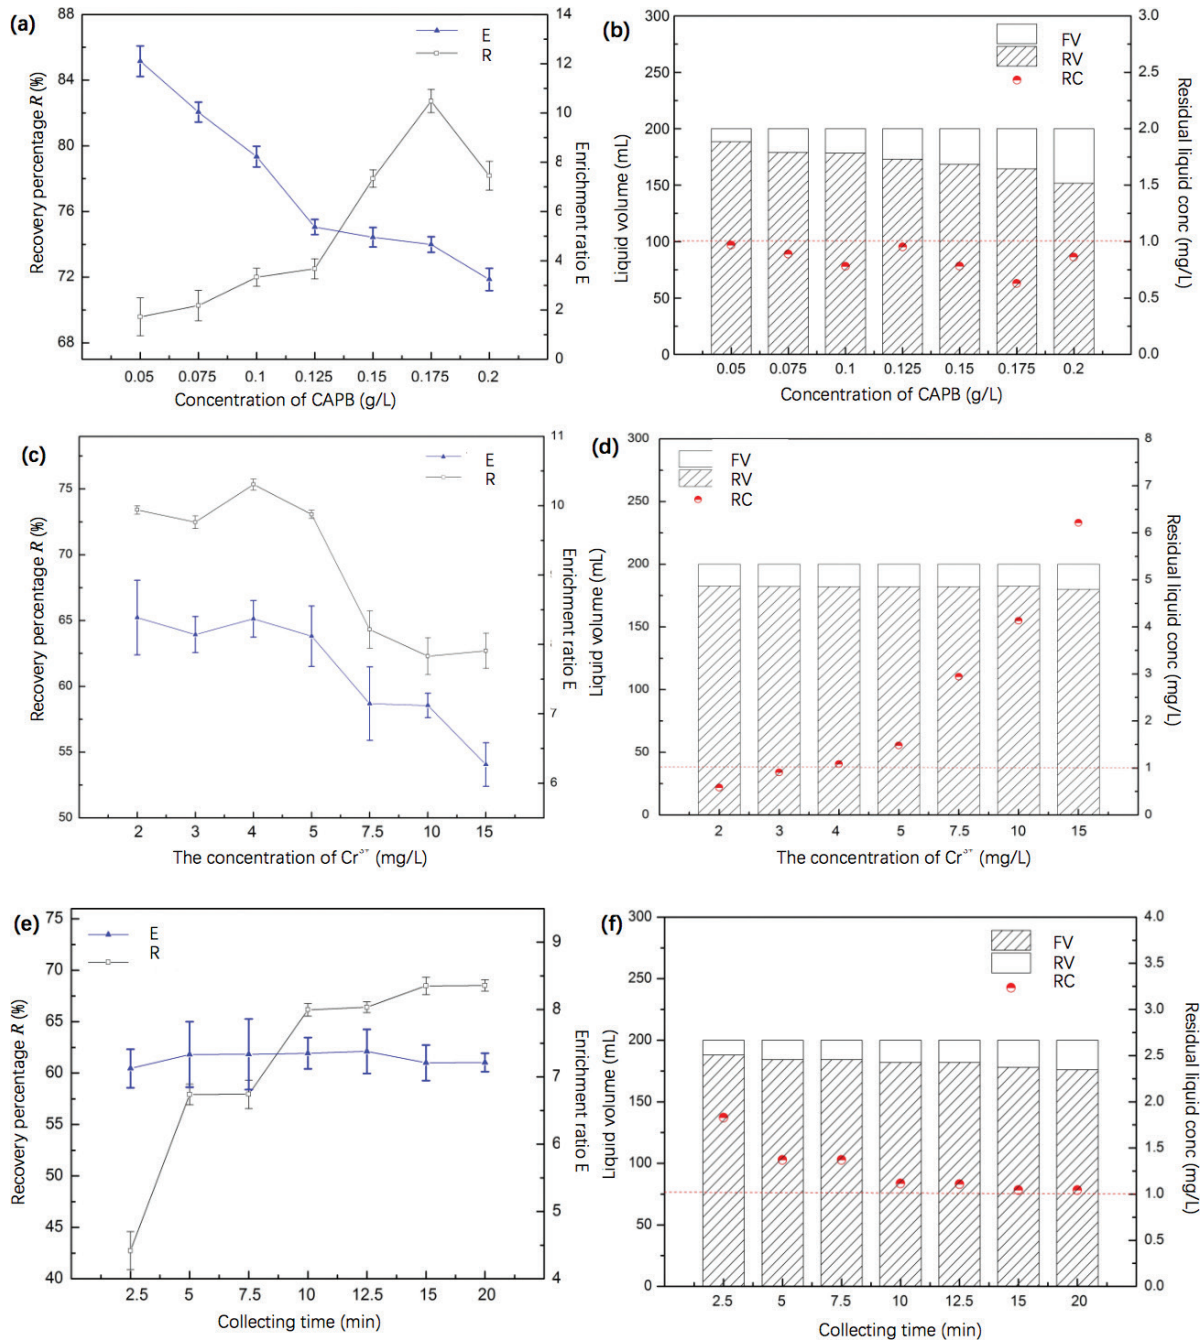 (a)
88
84
80
76
72
68
Recovery percentage R (%)
14
12
10
8
6
4
2
0
Enrichment ratio E
E
R
0.05 0.075 0.1 0.125 0.15 0.175 0.2
Concentration of CAPB (g/L)
(b)
300
250
200
150
100
50
0
Liquid volume (mL)
3.0
2.5
2.0
1.5
1.0
0.5
0.0
Residual liquid conc (mg/L)
FV
RV
RC
0.05 0.075 0.1 0.125 0.15 0.175 0.2
Concentration of CAPB (g/L)
(c)
75
70
65
60
55
50
Recovery percentage R (%)
11
10
8
7
6
Enrichment ratio E
E
R
2 3 4 5 7.5 10 15
The concentration of Cr³⁺ (mg/L)
(d)
300
250
200
150
100
50
0
Liquid volume (mL)
8
7
6
5
4
3
2
1
0
Residual liquid conc (mg/L)
FV
RV
RC
2 3 4 5 7.5 10 15
The concentration of Cr³⁺ (mg/L)
(e)
75
70
65
60
55
50
45
40
Recovery percentage R (%)
9
8
7
6
5
4
Enrichment ratio E
E
R
2.5 5 7.5 10 12.5 15 20
Collecting time (min)
(f)
300
250
200
150
100
50
0
Liquid volume (mL)
4.0
3.5
3.0
2.5
2.0
1.5
1.0
0.5
0.0
Residual liquid conc (mg/L)
FV
RV
RC
2.5 5 7.5 10 12.5 15 20
Collecting time (min)